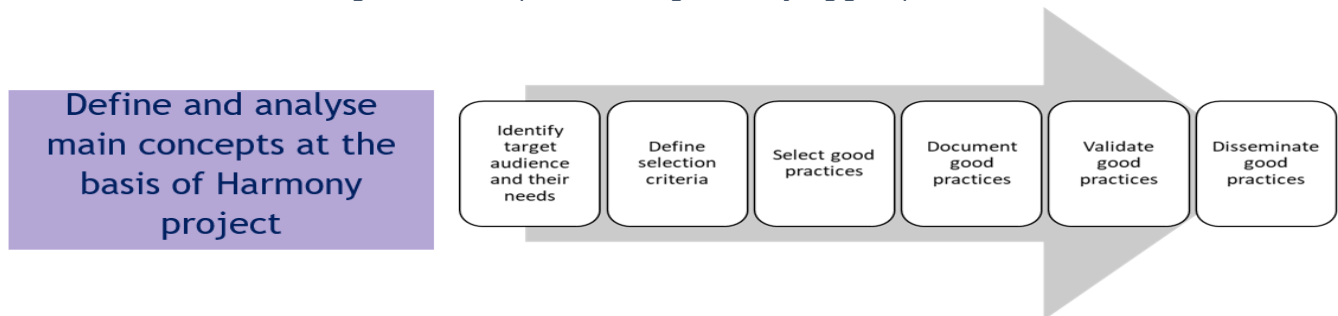 Define and analyse
main concepts at the
basis of Harmony
project
Identify
target
audience
and their
needs
Define
selection
criteria
Select good
practices
Document
good
practices
Validate
good
practices
Disseminate
good
practices